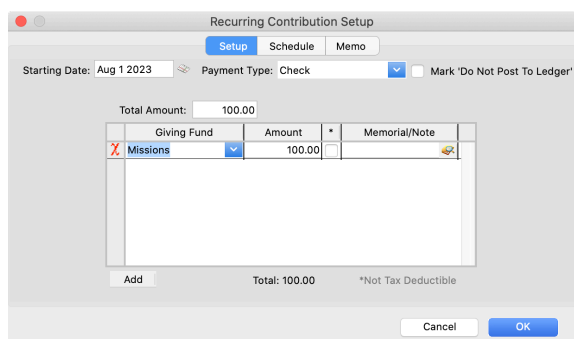 Recurring Contribution Setup
Setup Schedule Memo
Starting Date: Aug 1 2023 Payment Type: Check Mark 'Do Not Post To Ledger'
Total Amount: 100.00
Giving Fund Amount * Memorial/Note
Missions 100.00
Add Total: 100.00 *Not Tax Deductible
Cancel OK